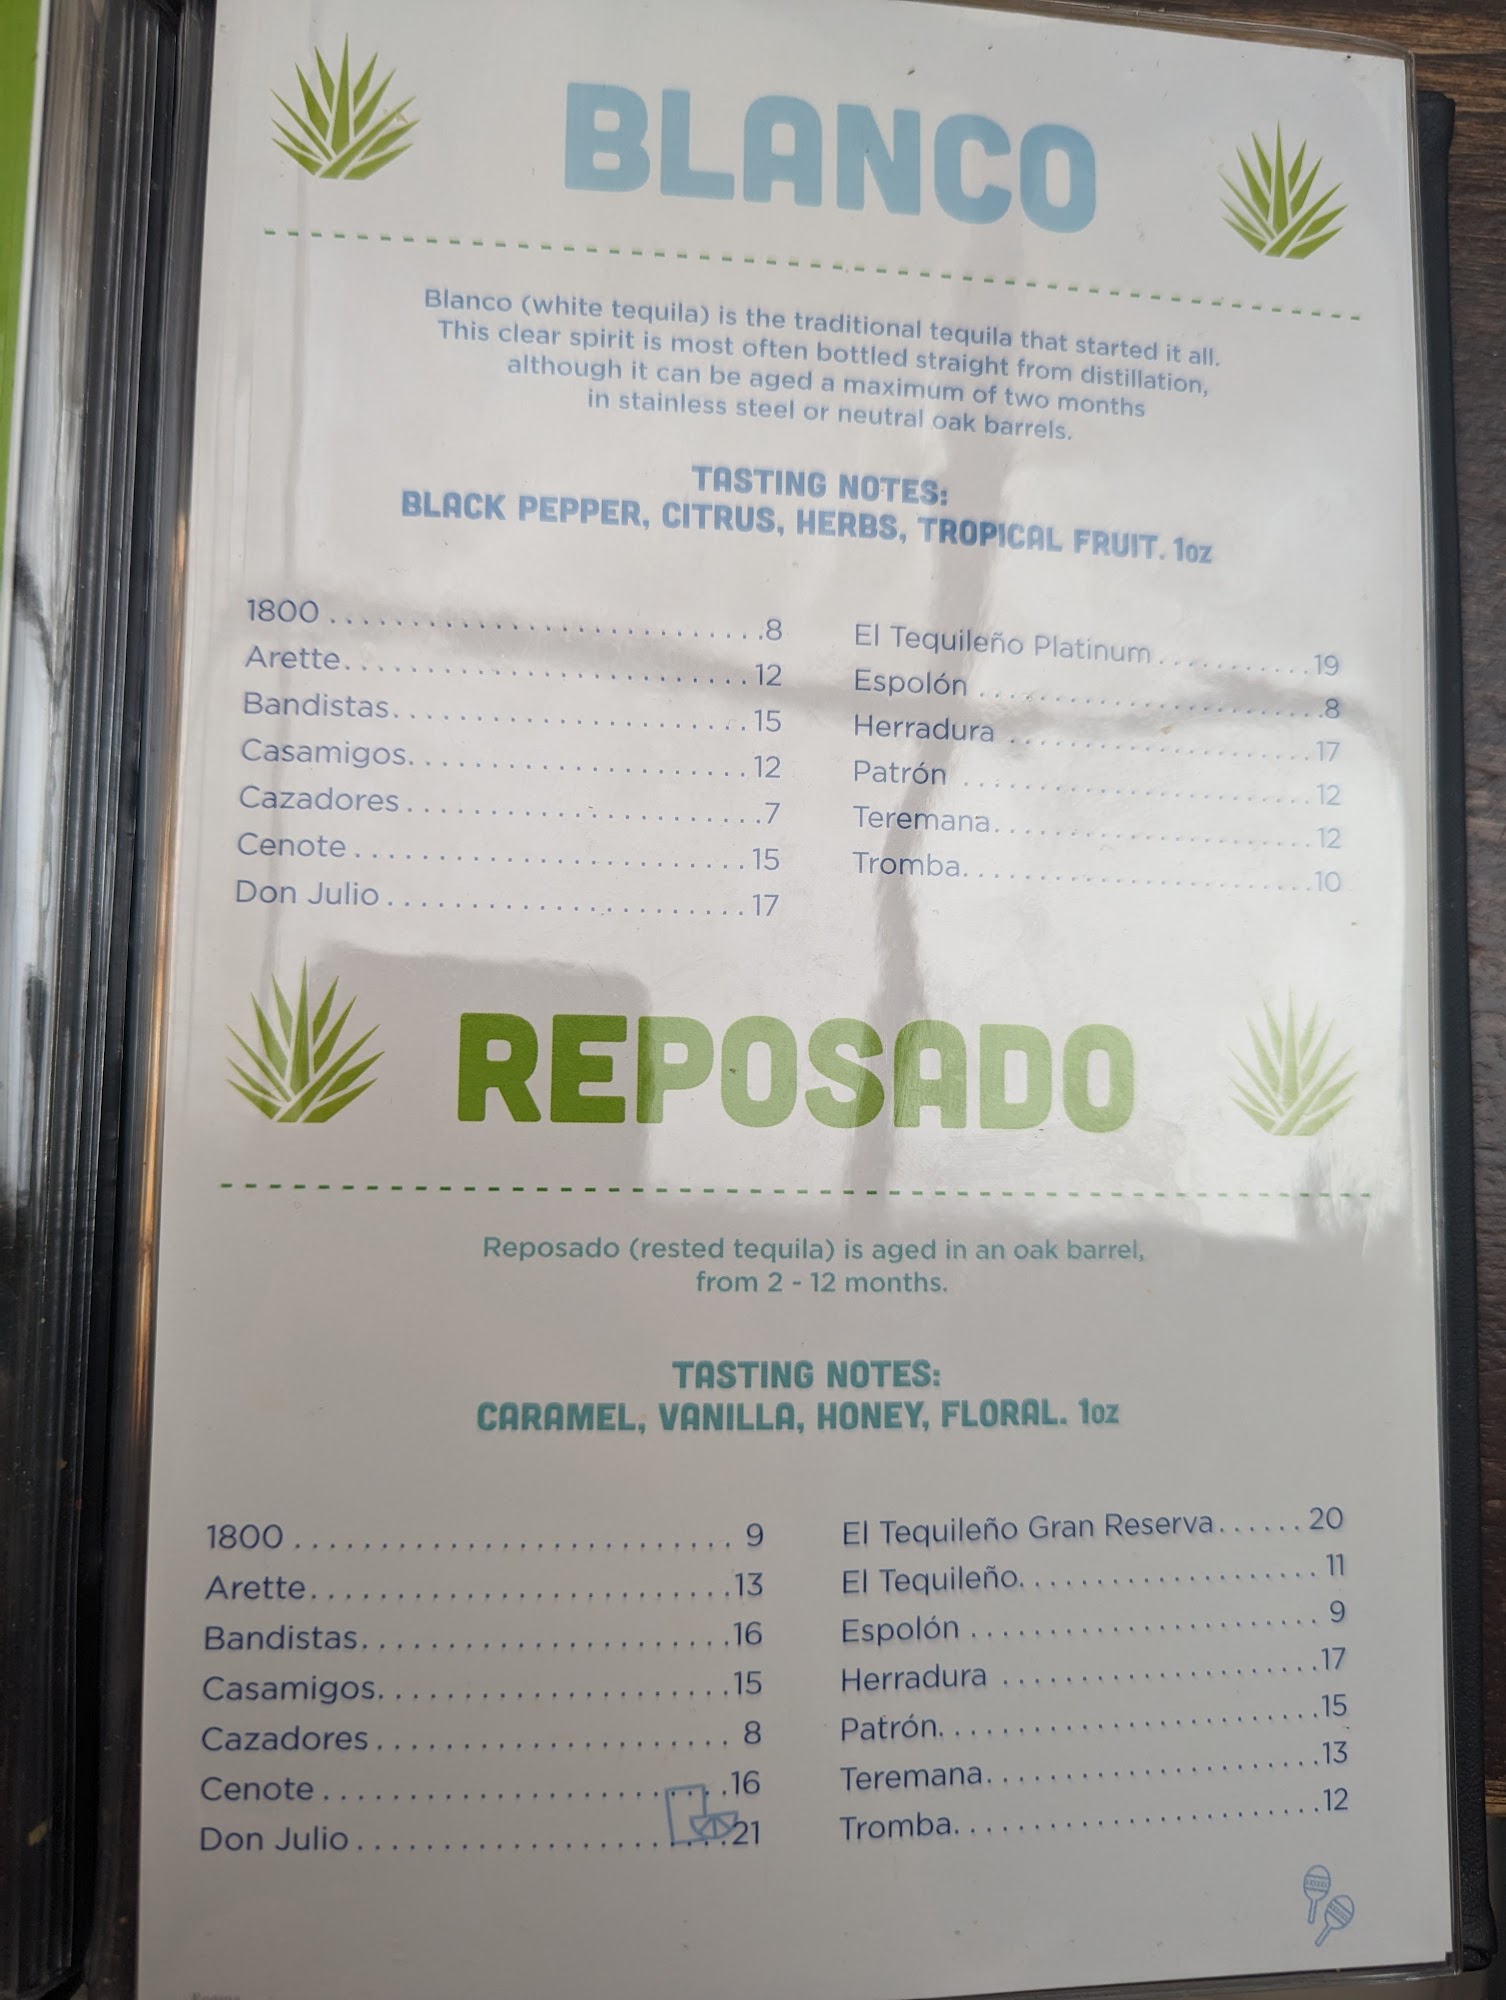 BLANCO
Blanco (white tequila) is the traditional tequila that started it all.
This clear spirit is most often bottled straight from distillation,
although it can be aged a maximum of two months
in stainless steel or neutral oak barrels.
TASTING NOTES:
BLACK PEPPER, CITRUS, HERBS, TROPICAL FRUIT. 1oz
1800 ........................... 8
Arette ........................... 12
Bandistas ........................... 15
Casamigos ........................... 12
Cazadores ........................... 7
Cenote ........................... 15
Don Julio ........................... 17
El Tequileño Platinum ........... 19
Espolón ........................... 8
Herradura ........................... 17
Patrón ........................... 12
Teremana ........................... 12
Tromba ........................... 10
REPOSADO
Reposado (rested tequila) is aged in an oak barrel,
from 2 - 12 months.
TASTING NOTES:
CARAMEL, VANILLA, HONEY, FLORAL. 1oz
1800 ........................... 9
Arette ........................... 13
Bandistas ........................... 16
Casamigos ........................... 15
Cazadores ........................... 8
Cenote ........................... 16
Don Julio ........................... 21
El Tequileño Gran Reserva ...... 20
El Tequileño ........................... 11
Espolón ........................... 9
Herradura ........................... 17
Patrón ........................... 15
Teremana ........................... 13
Tromba ........................... 12